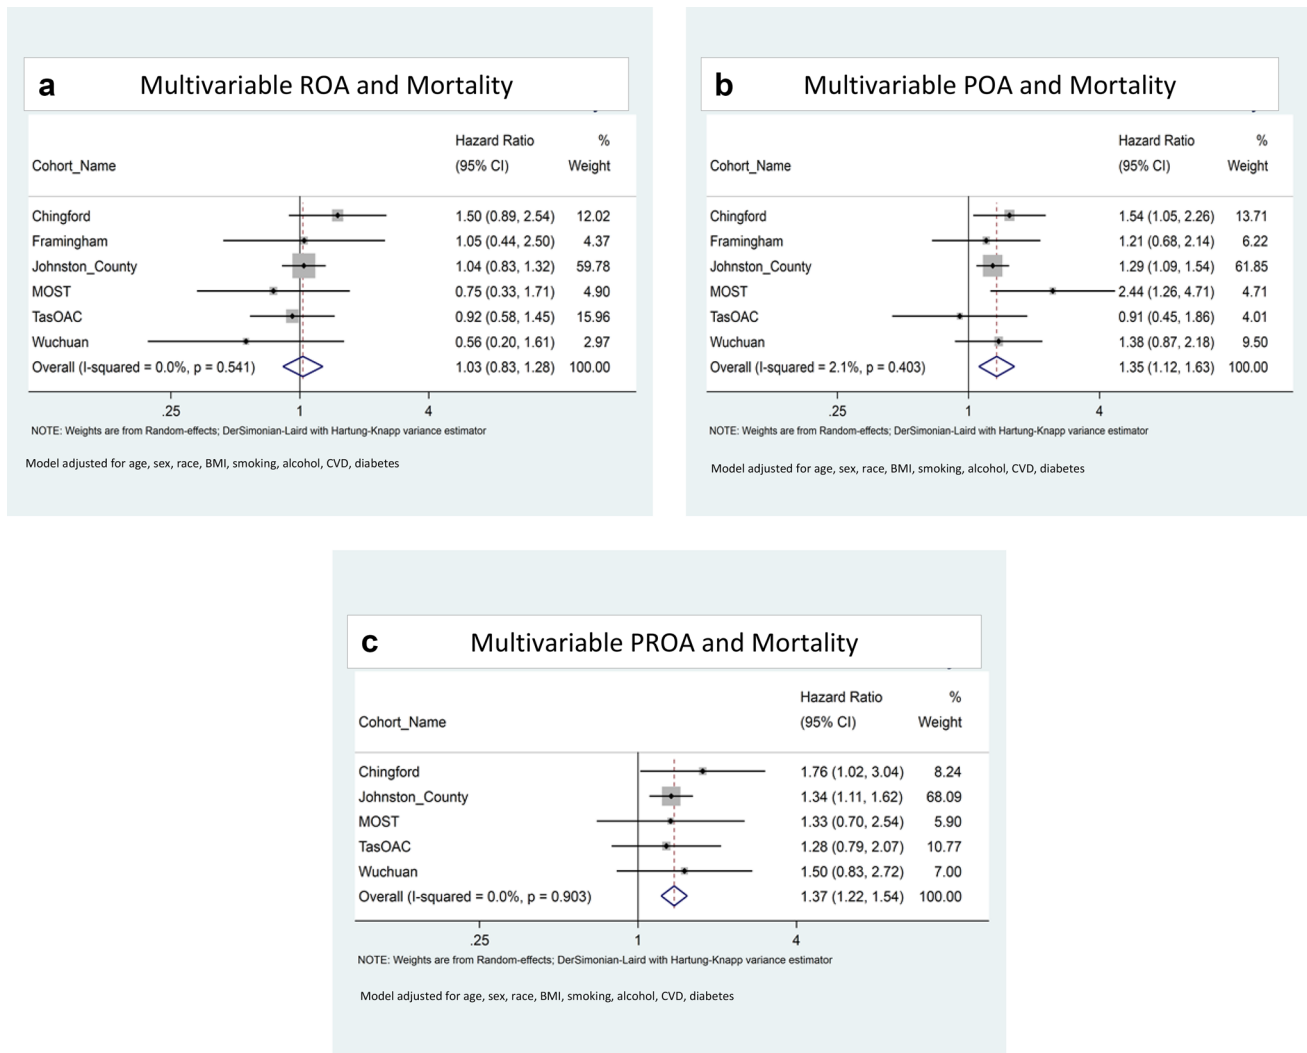 a Multivariable ROA and Mortality
Hazard Ratio %
Cohort_Name (95% CI) Weight
Chingford 1.50 (0.89, 2.54) 12.02
Framingham 1.05 (0.44, 2.50) 4.37
Johnston_County 1.04 (0.83, 1.32) 59.78
MOST 0.75 (0.33, 1.71) 4.90
TasOAC 0.92 (0.58, 1.45) 15.96
Wuchuan 0.56 (0.20, 1.61) 2.97
Overall (I-squared = 0.0%, p = 0.541) 1.03 (0.83, 1.28) 100.00
.25 1 4
NOTE: Weights are from Random-effects; DerSimonian-Laird with Hartung-Knapp variance estimator
Model adjusted for age, sex, race, BMI, smoking, alcohol, CVD, diabetes
b Multivariable POA and Mortality
Hazard Ratio %
Cohort_Name (95% CI) Weight
Chingford 1.54 (1.05, 2.26) 13.71
Framingham 1.21 (0.68, 2.14) 6.22
Johnston_County 1.29 (1.09, 1.54) 61.85
MOST 2.44 (1.26, 4.71) 4.71
TasOAC 0.91 (0.45, 1.86) 4.01
Wuchuan 1.38 (0.87, 2.18) 9.50
Overall (I-squared = 2.1%, p = 0.403) 1.35 (1.12, 1.63) 100.00
.25 1 4
NOTE: Weights are from Random-effects; DerSimonian-Laird with Hartung-Knapp variance estimator
Model adjusted for age, sex, race, BMI, smoking, alcohol, CVD, diabetes
c Multivariable PROA and Mortality
Hazard Ratio %
Cohort_Name (95% CI) Weight
Chingford 1.76 (1.02, 3.04) 8.24
Johnston_County 1.34 (1.11, 1.62) 68.09
MOST 1.33 (0.70, 2.54) 5.90
TasOAC 1.28 (0.79, 2.07) 10.77
Wuchuan 1.50 (0.83, 2.72) 7.00
Overall (I-squared = 0.0%, p = 0.903) 1.37 (1.22, 1.54) 100.00
.25 1 4
NOTE: Weights are from Random-effects; DerSimonian-Laird with Hartung-Knapp variance estimator
Model adjusted for age, sex, race, BMI, smoking, alcohol, CVD, diabetes